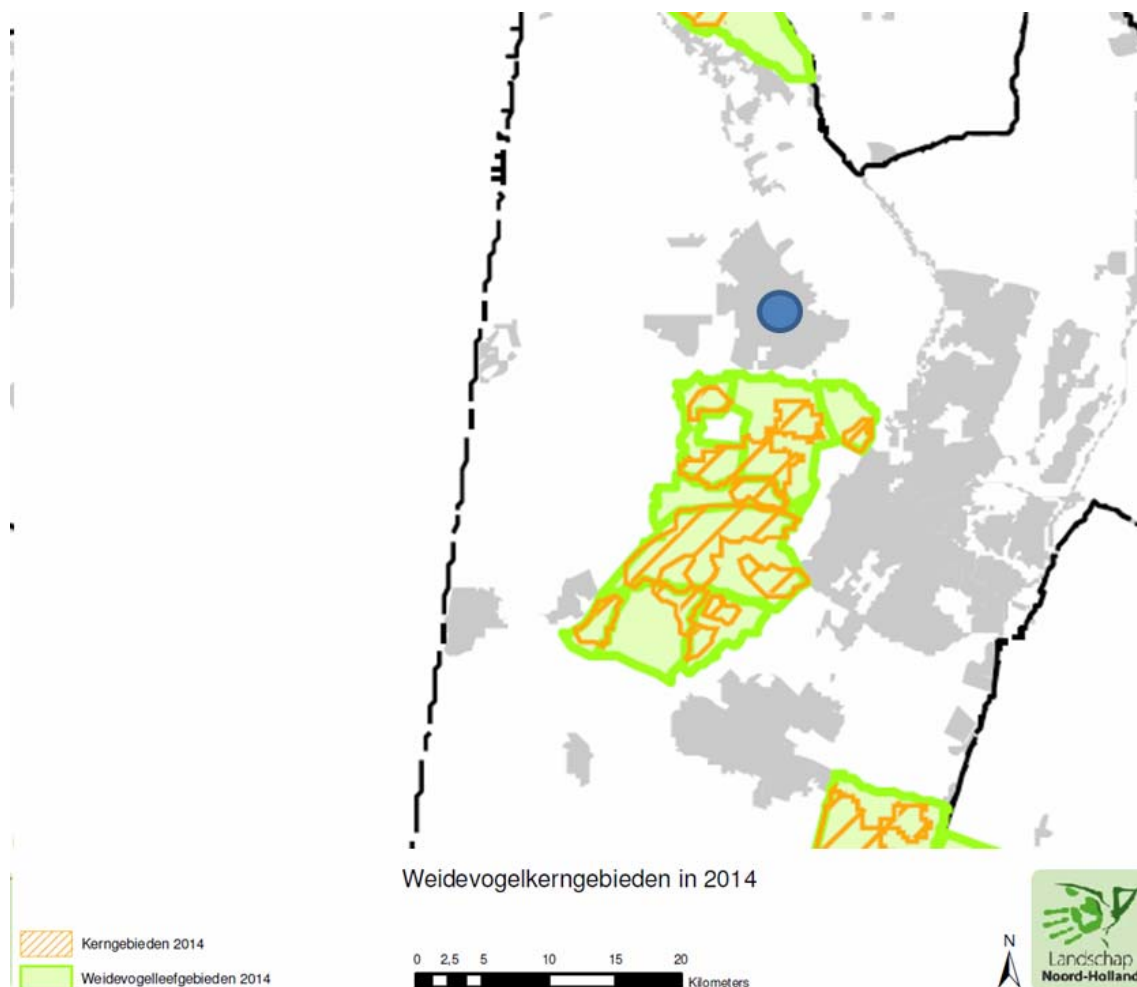 Weidevogelkerngebieden in 2014
Kerngebieden 2014
Weidevogelleefgebieden 2014
0 2,5 5 10 15 20
Kilometers
N
Landschap
Noord-Holland